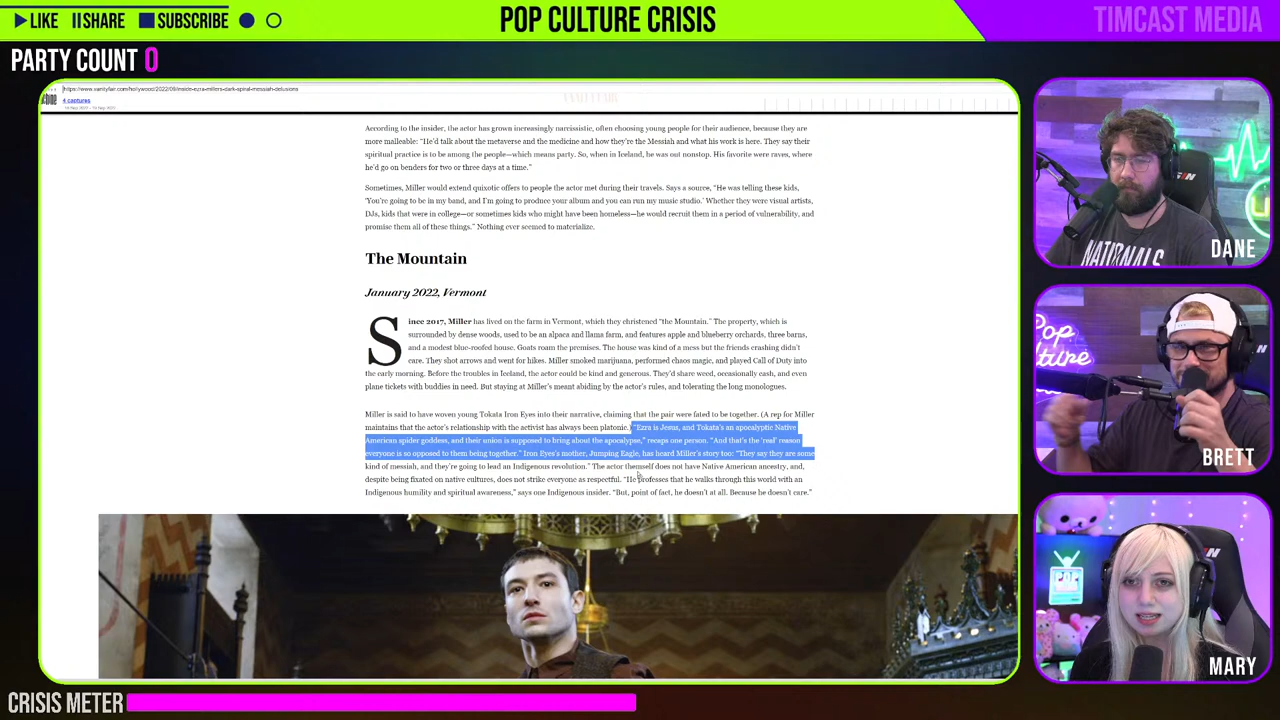 LIKE SHARE SUBSCRIBE
POP CULTURE CRISIS
TIMCAST MEDIA
PARTY COUNT 0
https://www.vanityfair.com/hollywood/2022/09/inside-ezra-millers-dark-spiral-messiah-delusions
4 captures
VANITY FAIR
According to the insider, the actor has grown increasingly narcissistic, often choosing young people for their audience, because they are
more malleable: “He’d talk about the metaverse and the medicine and how they’re the Messiah and what his work is here. They say their
spiritual practice is to be among the people—which means party. So, when in Iceland, he was out nonstop. His favorite were raves, where
he’d go on benders for two or three days at a time.”
Sometimes, Miller would extend quixotic offers to people the actor met during their travels. Says a source, “He was telling these kids,
‘You’re going to be in my band, and I’m going to produce your album and you can run my music studio.’ Whether they were visual artists,
DJs, kids that were in college—or sometimes kids who might have been homeless—he would recruit them in a period of vulnerability, and
promise them all of these things.” Nothing ever seemed to materialize.
The Mountain
January 2022, Vermont
Since 2017, Miller has lived on the farm in Vermont, which they christened “the Mountain.” The property, which is
surrounded by dense woods, used to be an alpaca and llama farm, and features apple and blueberry orchards, three barns,
and a modest blue-roofed house. Goats roam the premises. The house was kind of a mess but the friends crashing didn’t
care. They shot arrows and went for hikes. Miller smoked marijuana, performed chaos magic, and played Call of Duty into
the early morning. Before the troubles in Iceland, the actor could be kind and generous. They’d share weed, occasionally cash, and even
plane tickets with buddies in need. But staying at Miller’s meant abiding by the actor’s rules, and tolerating the long monologues.
Miller is said to have woven young Tokata Iron Eyes into their narrative, claiming that the pair were fated to be together. (A rep for Miller
maintains that the actor’s relationship with the activist has always been platonic.) “Ezra is Jesus, and Tokata’s an apocalyptic Native
American spider goddess, and their union is supposed to bring about the apocalypse,” recaps one person. “And that’s the ‘real’ reason
everyone is so opposed to them being together.” Iron Eyes’s mother, Jumping Eagle, has heard Miller’s story too: “They say they are some
kind of messiah, and they’re going to lead an Indigenous revolution.” The actor themself does not have Native American ancestry, and,
despite being fixated on native cultures, does not strike everyone as respectful. “He professes that he walks through this world with an
Indigenous humility and spiritual awareness,” says one Indigenous insider. “But, point of fact, he doesn’t at all. Because he doesn’t care.”
NATIONALS
DANE
Pop
Culture
BRETT
MARY
CRISIS METER